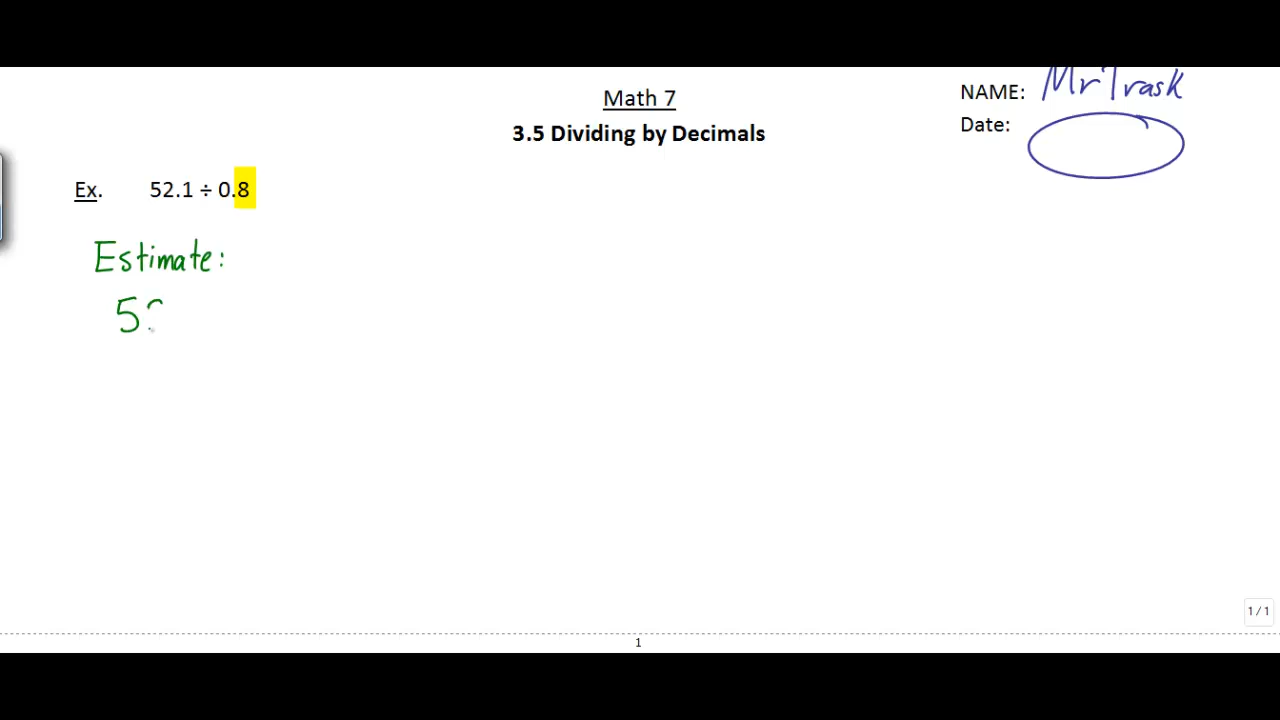 Math 7
NAME: Mr Trask
3.5 Dividing by Decimals
Date:
Ex. 52.1 ÷ 0.8
Estimate:
5
1 / 1
1